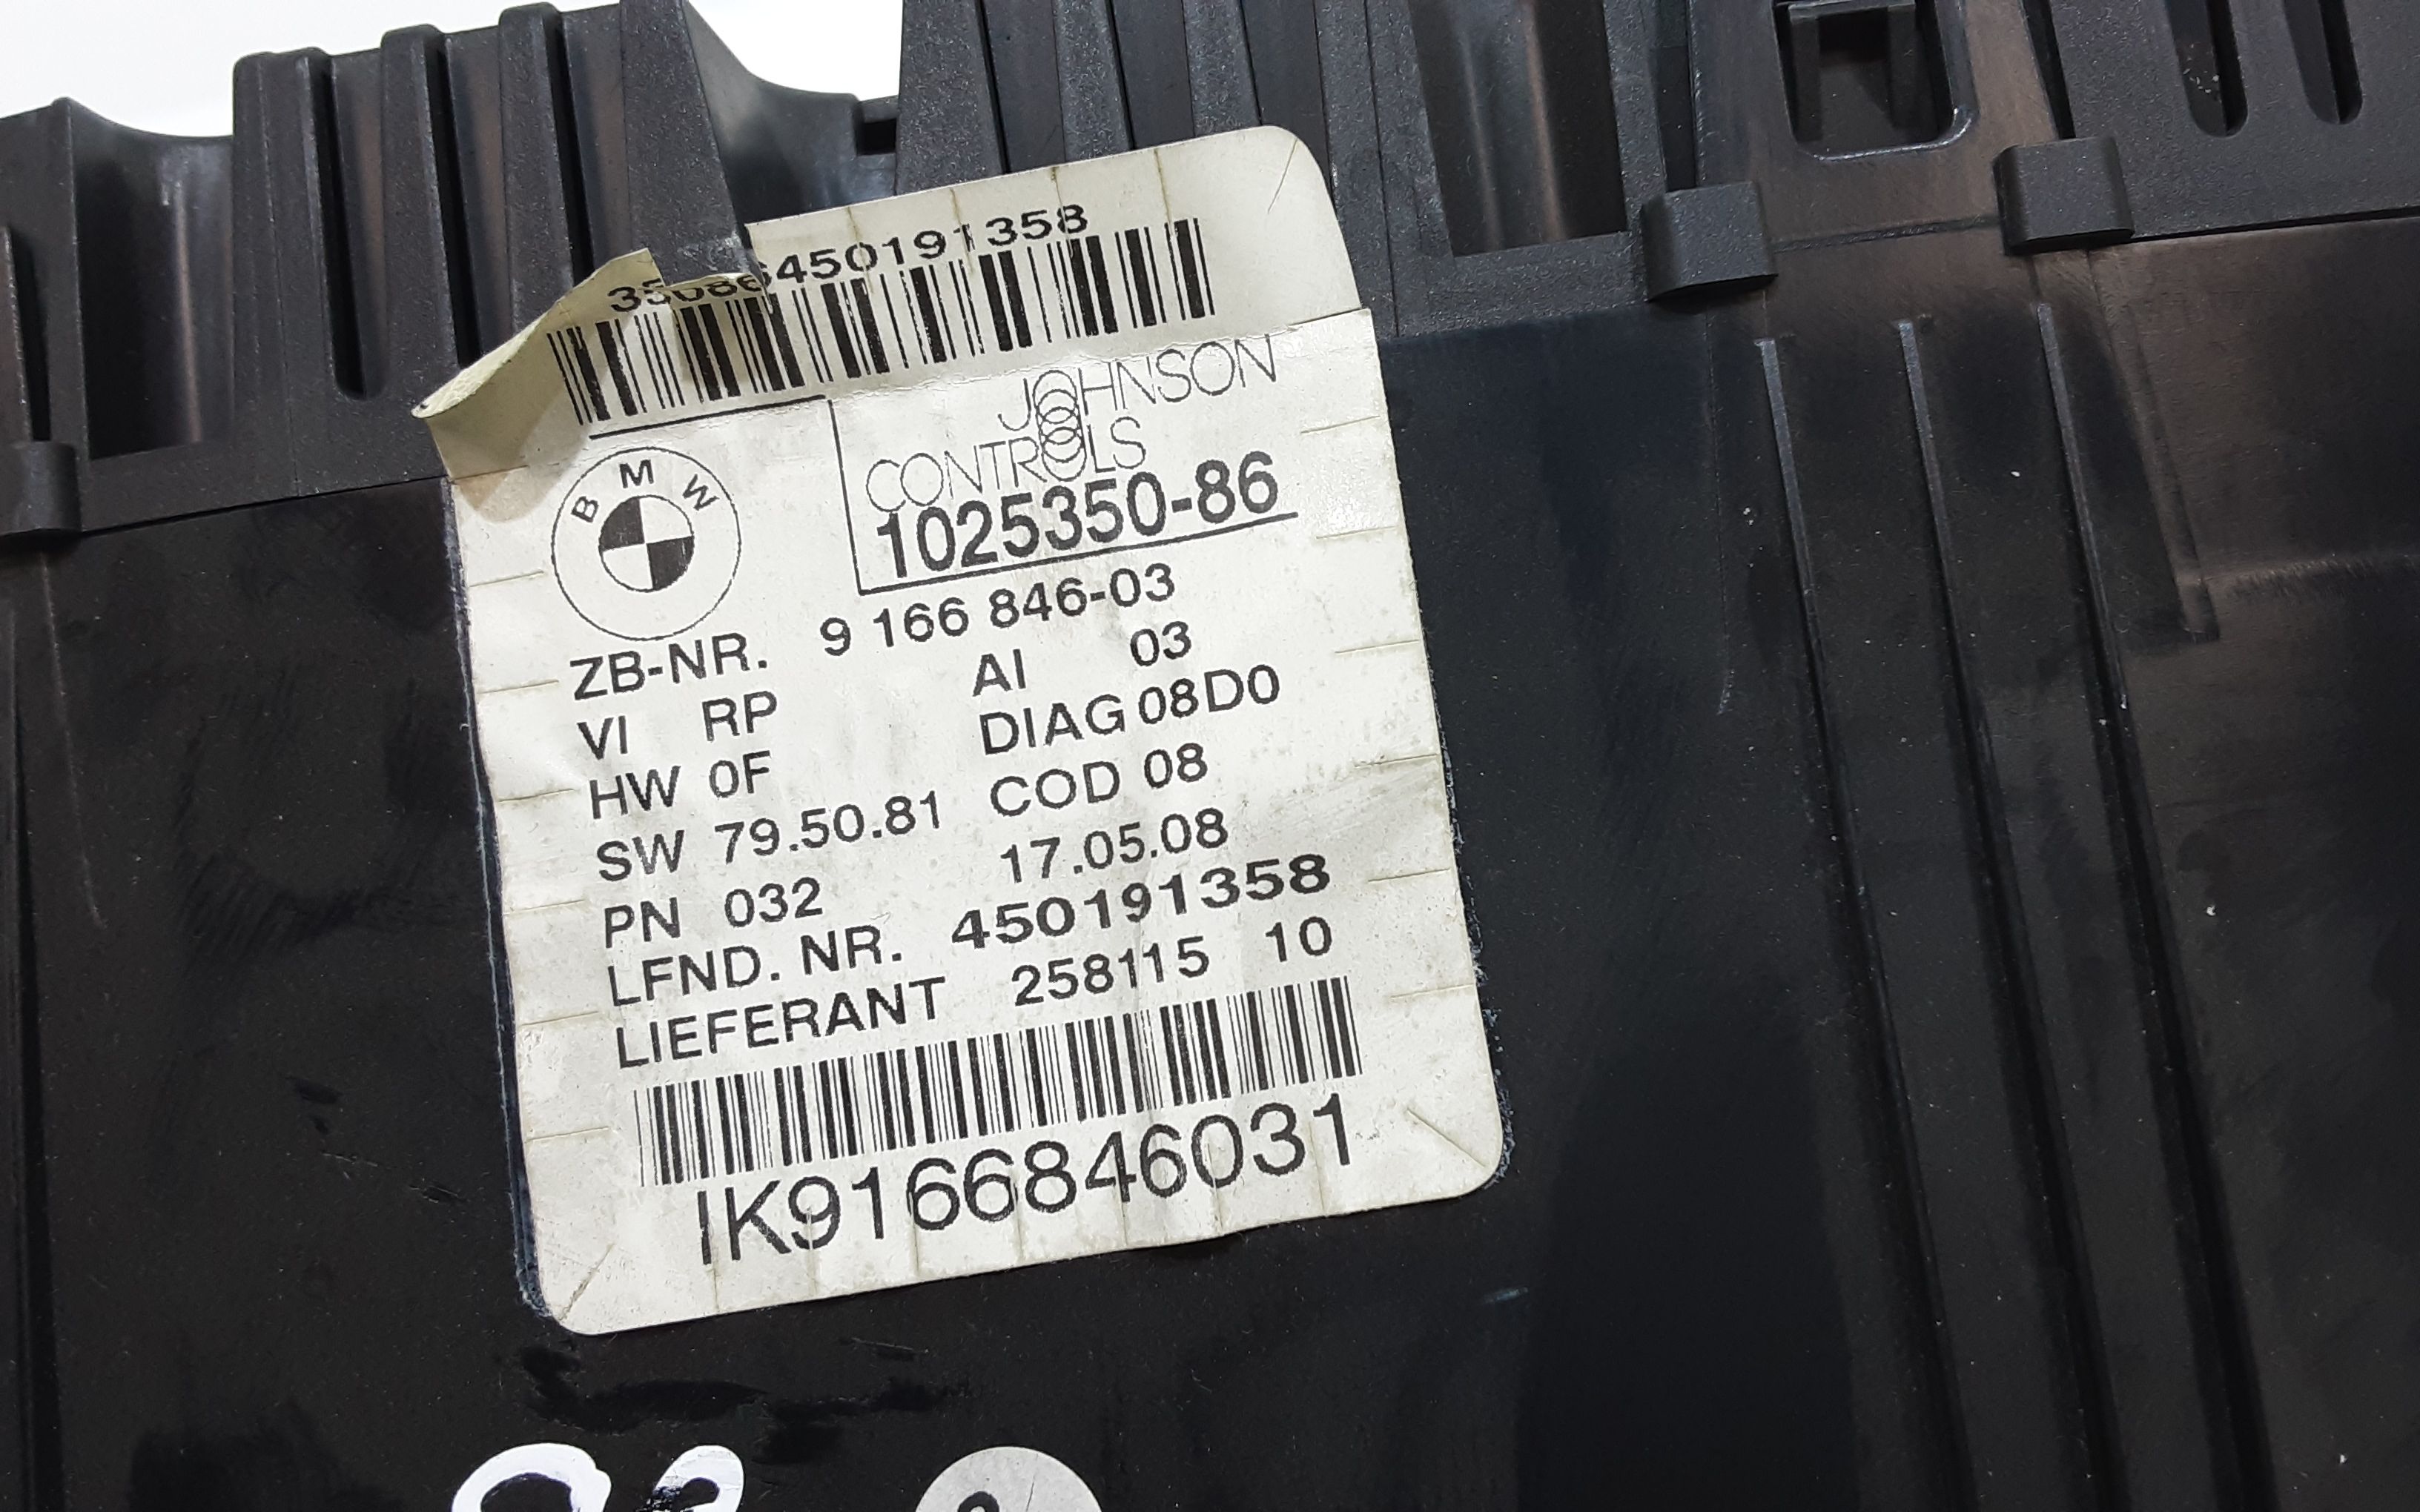 35086450191358
JOHNSON
CONTROLS
1025350-86
BMW
ZB-NR. 9 166 846-03
VI RP AI 03
HW 0F DIAG 08D0
SW 79.50.81 COD 08
PN 032 17.05.08
LFND. NR. 450191358
LIEFERANT 258115 10
IK9166846031